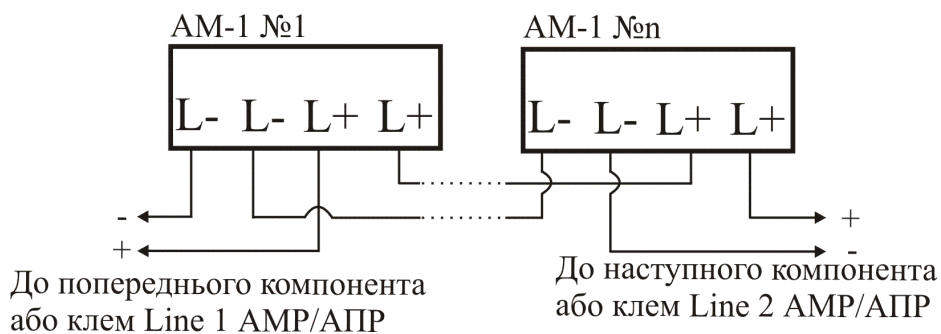 АМ-1 №1
АМ-1 №n
L- L- L+ L+
L- L- L+ L+
-
+
+
-
До попереднього компонента
або клем Line 1 АМР/АПР
До наступного компонента
або клем Line 2 АМР/АПР